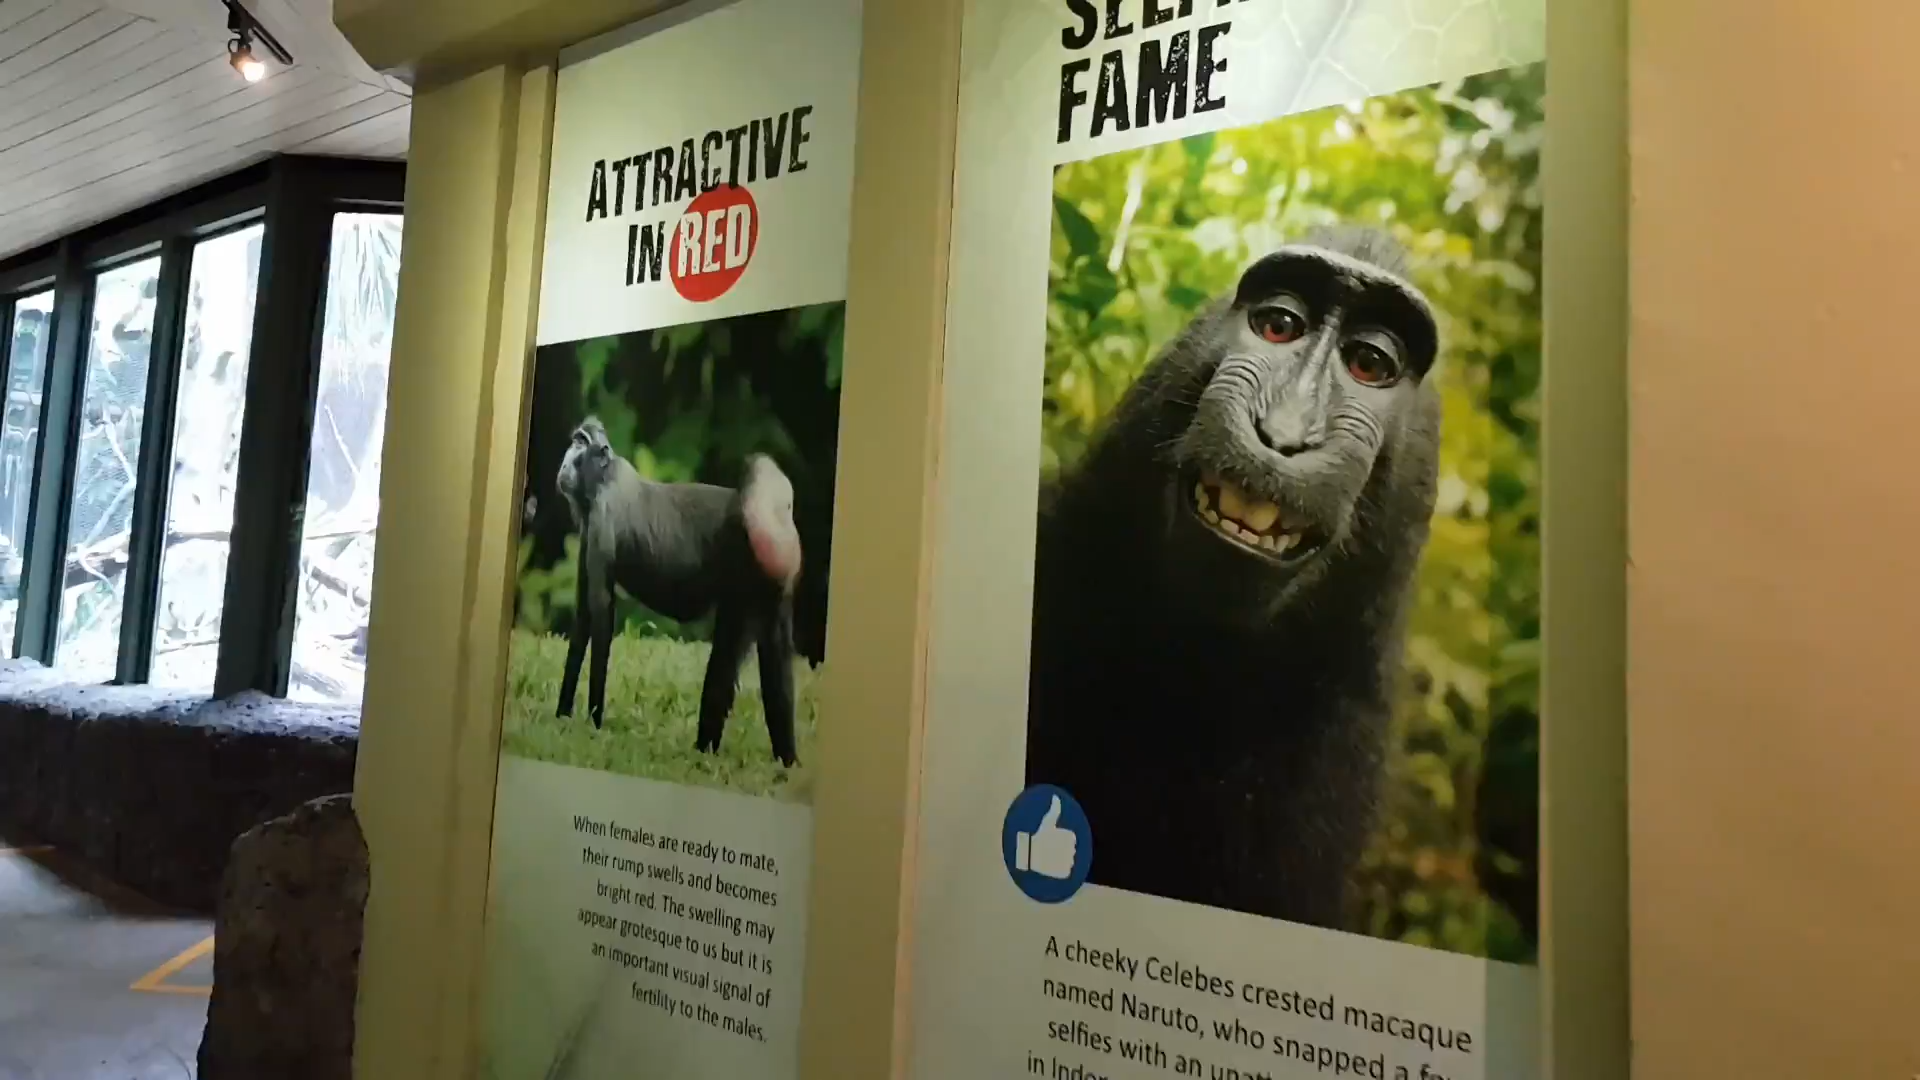 ATTRACTIVE
IN RED
When females are ready to mate,
their rump swells and becomes
bright red. The swelling may
appear grotesque to us but it is
an important visual signal of
fertility to the males.
FAME
A cheeky Celebes crested macaque
named Naruto, who snapped a
selfies with an
in